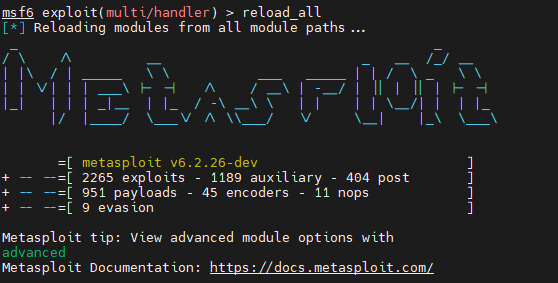 msf6 exploit(multi/handler) > reload_all
[*] Reloading modules from all module paths...
=[ metasploit v6.2.26-dev ]
+ -- --=[ 2265 exploits - 1189 auxiliary - 404 post ]
+ -- --=[ 951 payloads - 45 encoders - 11 nops ]
+ -- --=[ 9 evasion ]
Metasploit tip: View advanced module options with
advanced
Metasploit Documentation: https://docs.metasploit.com/